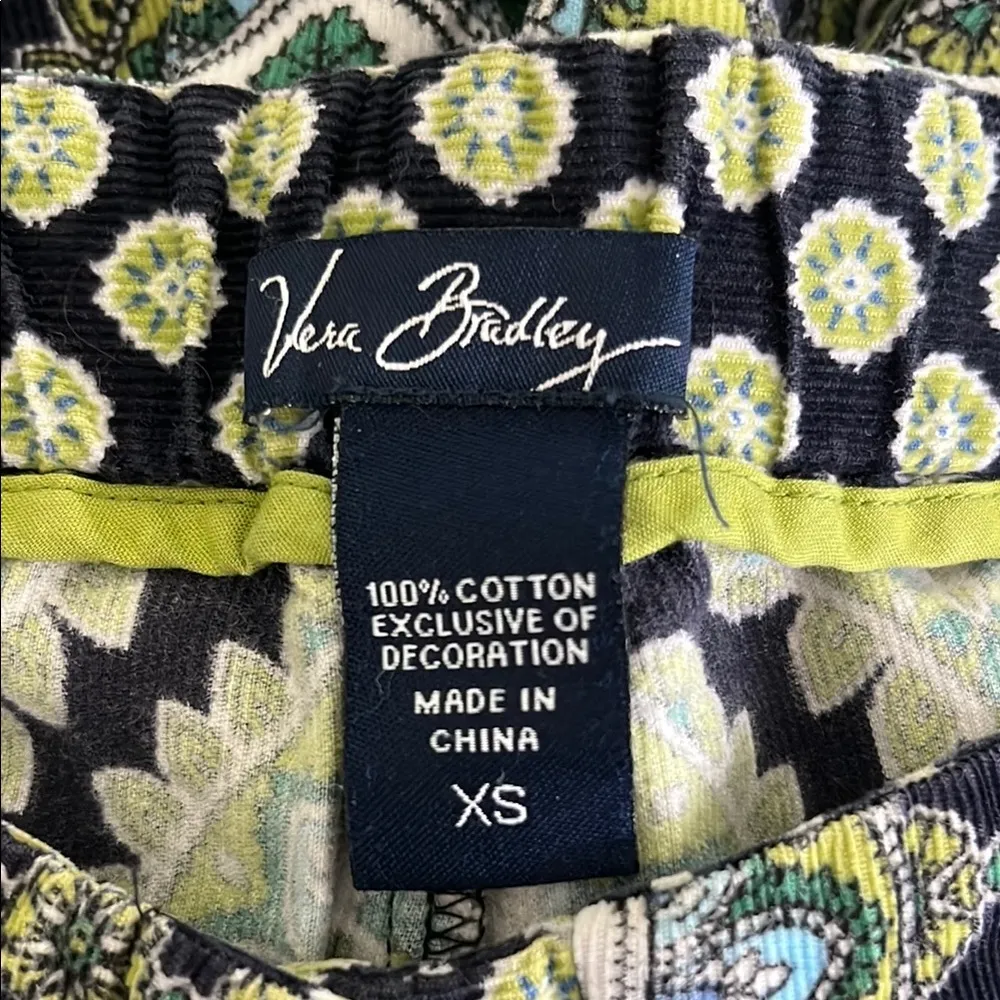 Vera Bradley
100% COTTON
EXCLUSIVE OF
DECORATION
MADE IN
CHINA
XS